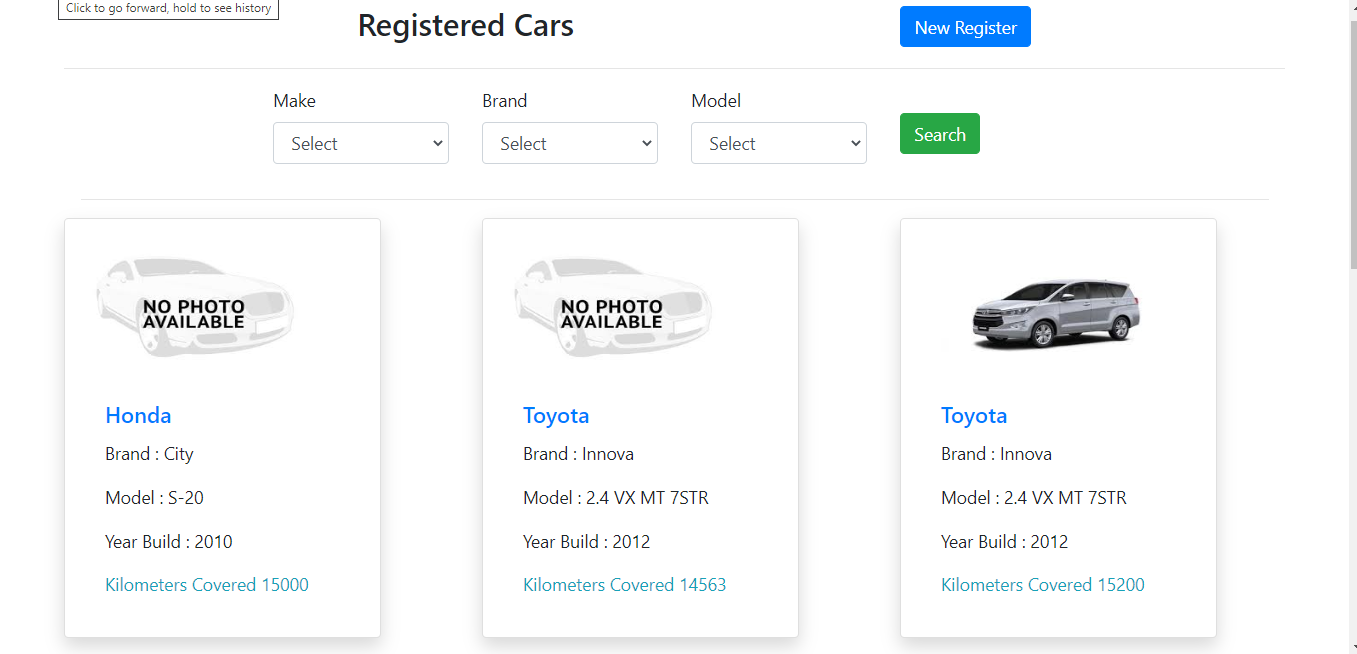 Click to go forward, hold to see history
Registered Cars
New Register
Make
Brand
Model
Select
Select
Select
Search
NO PHOTO
AVAILABLE
Honda
Brand : City
Model : S-20
Year Build : 2010
Kilometers Covered 15000
NO PHOTO
AVAILABLE
Toyota
Brand : Innova
Model : 2.4 VX MT 7STR
Year Build : 2012
Kilometers Covered 14563
Toyota
Brand : Innova
Model : 2.4 VX MT 7STR
Year Build : 2012
Kilometers Covered 15200